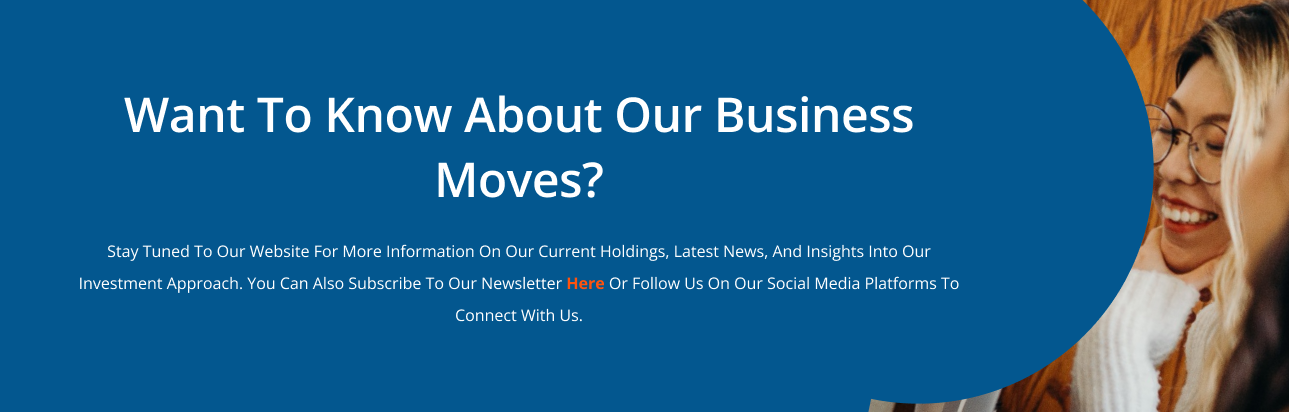 Want To Know About Our Business
Moves?
Stay Tuned To Our Website For More Information On Our Current Holdings, Latest News, And Insights Into Our
Investment Approach. You Can Also Subscribe To Our Newsletter Here Or Follow Us On Our Social Media Platforms To
Connect With Us.